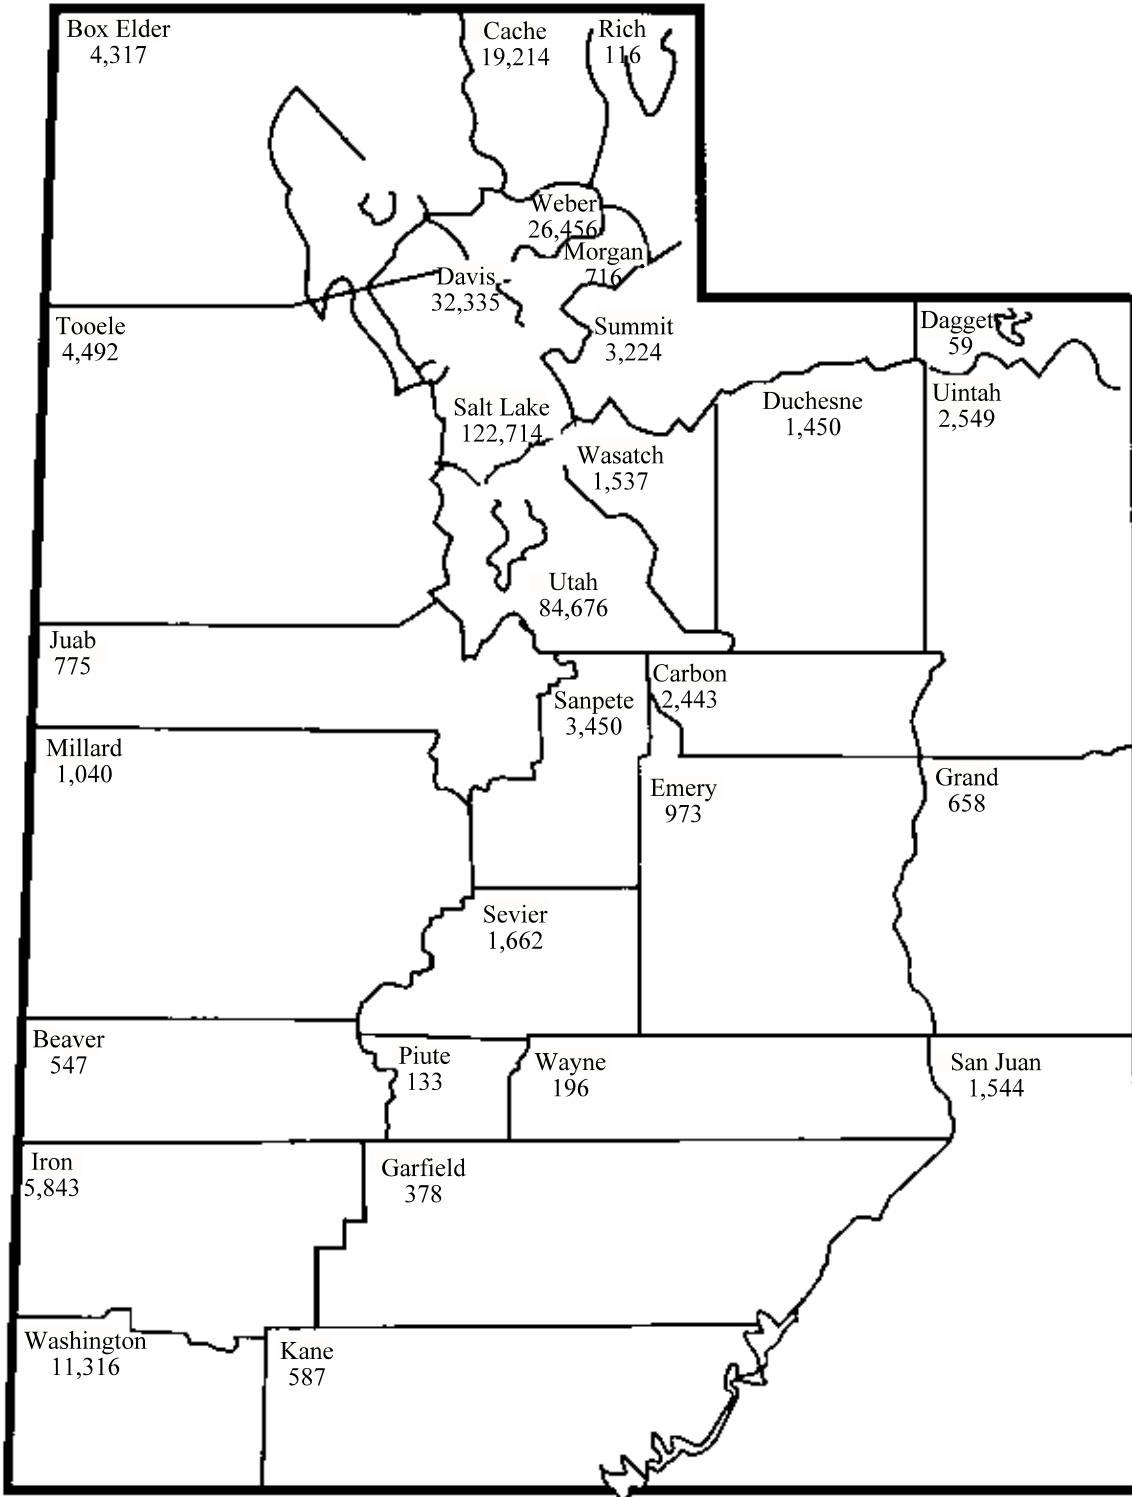 Box Elder
4,317
Cache
19,214
Rich
116
Weber
26,456
Morgan
716
Davis
32,335
Tooele
4,492
Summit
3,224
Daggett
59
Salt Lake
122,714
Duchesne
1,450
Uintah
2,549
Wasatch
1,537
Utah
84,676
Juab
775
Sanpete
3,450
Carbon
2,443
Millard
1,040
Emery
973
Grand
658
Sevier
1,662
Beaver
547
Piute
133
Wayne
196
San Juan
1,544
Iron
5,843
Garfield
378
Washington
11,316
Kane
587